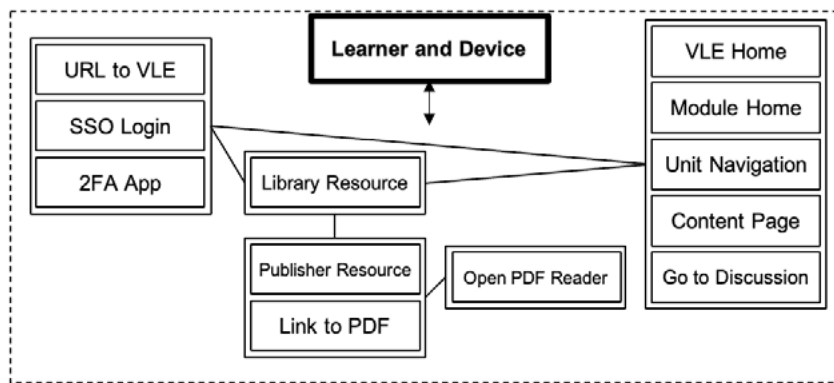 Learner and Device
URL to VLE
SSO Login
2FA App
Library Resource
Publisher Resource
Link to PDF
Open PDF Reader
VLE Home
Module Home
Unit Navigation
Content Page
Go to Discussion